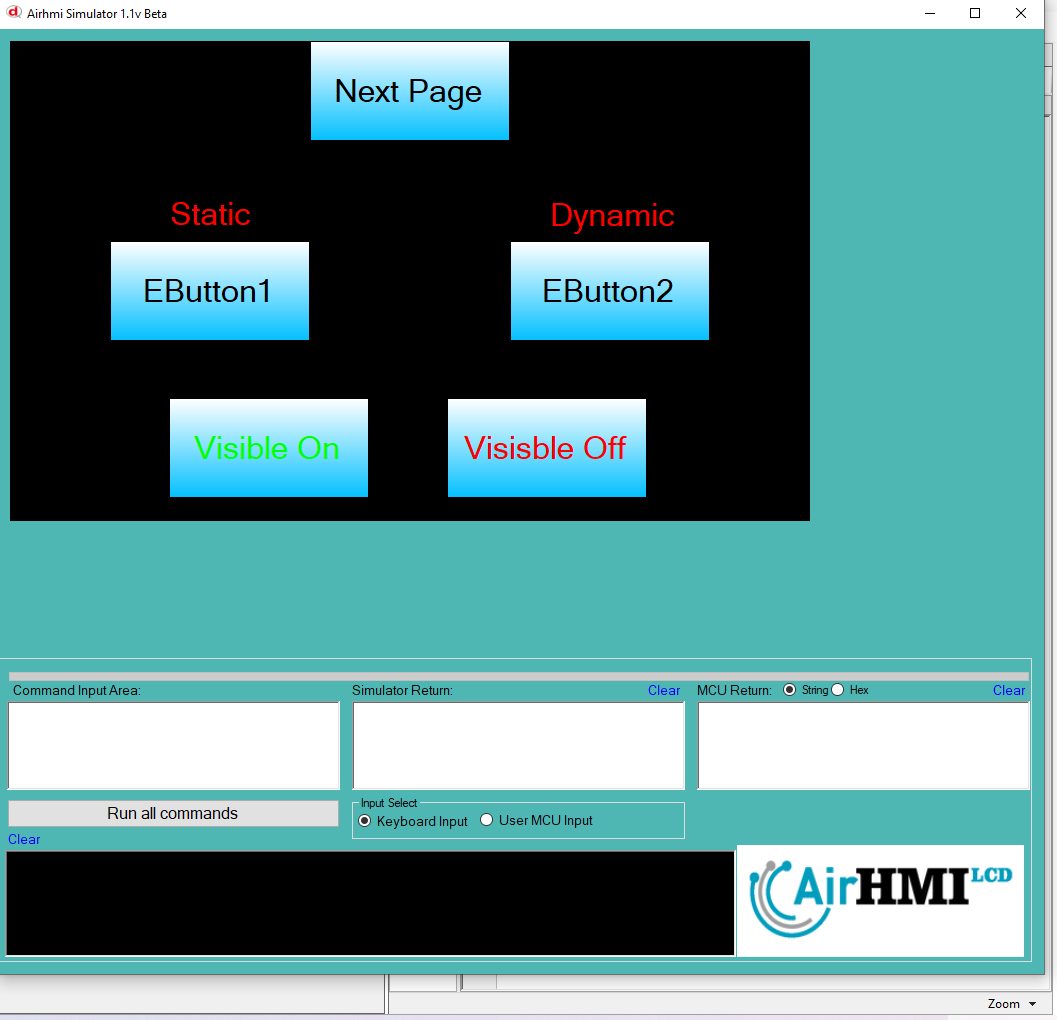 Airhmi Simulator 1.1v Beta
Next Page
Static
Dynamic
EButton1
EButton2
Visible On
Visisble Off
Command Input Area:
Simulator Return:
Clear
MCU Return:
String
Hex
Clear
Run all commands
Input Select
Keyboard Input
User MCU Input
Clear
AirHMI LCD
Zoom